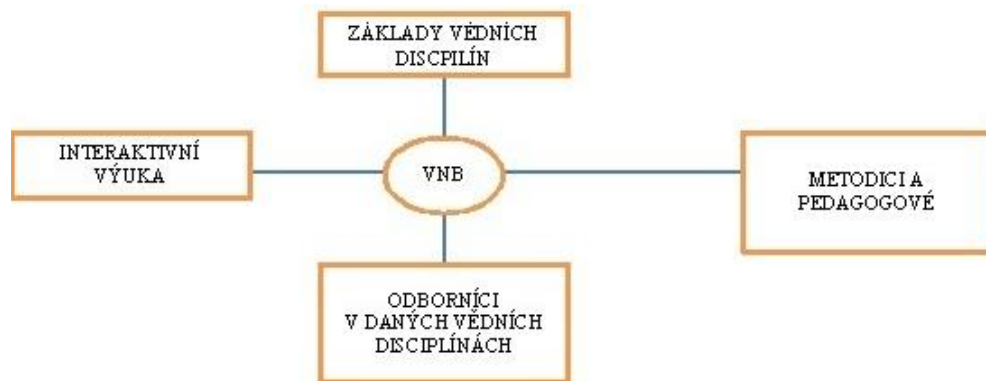 ZÁKLADY VĚDNÍCH
DISCPILÍN
INTERAKTIVNÍ
VÝUKA
VNB
METODICI A
PEDAGOGOVÉ
ODBORNÍCI
V DANÝCH VĚDNÍCH
DISCIPLÍNÁCH